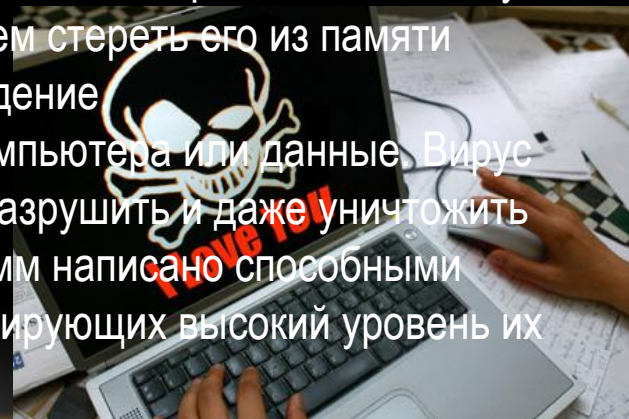 ем стереть его из памяти
дение
мпьютера или данные. Вирус
азрушить и даже уничтожить
I love You
мм написано способными
ирующих высокий уровень их